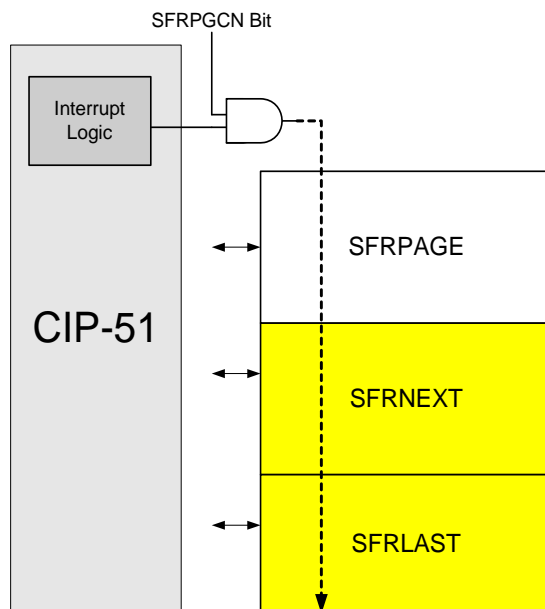 SFRPGCN Bit
Interrupt
Logic
SFRPAGE
CIP-51
SFRNEXT
SFRLAST